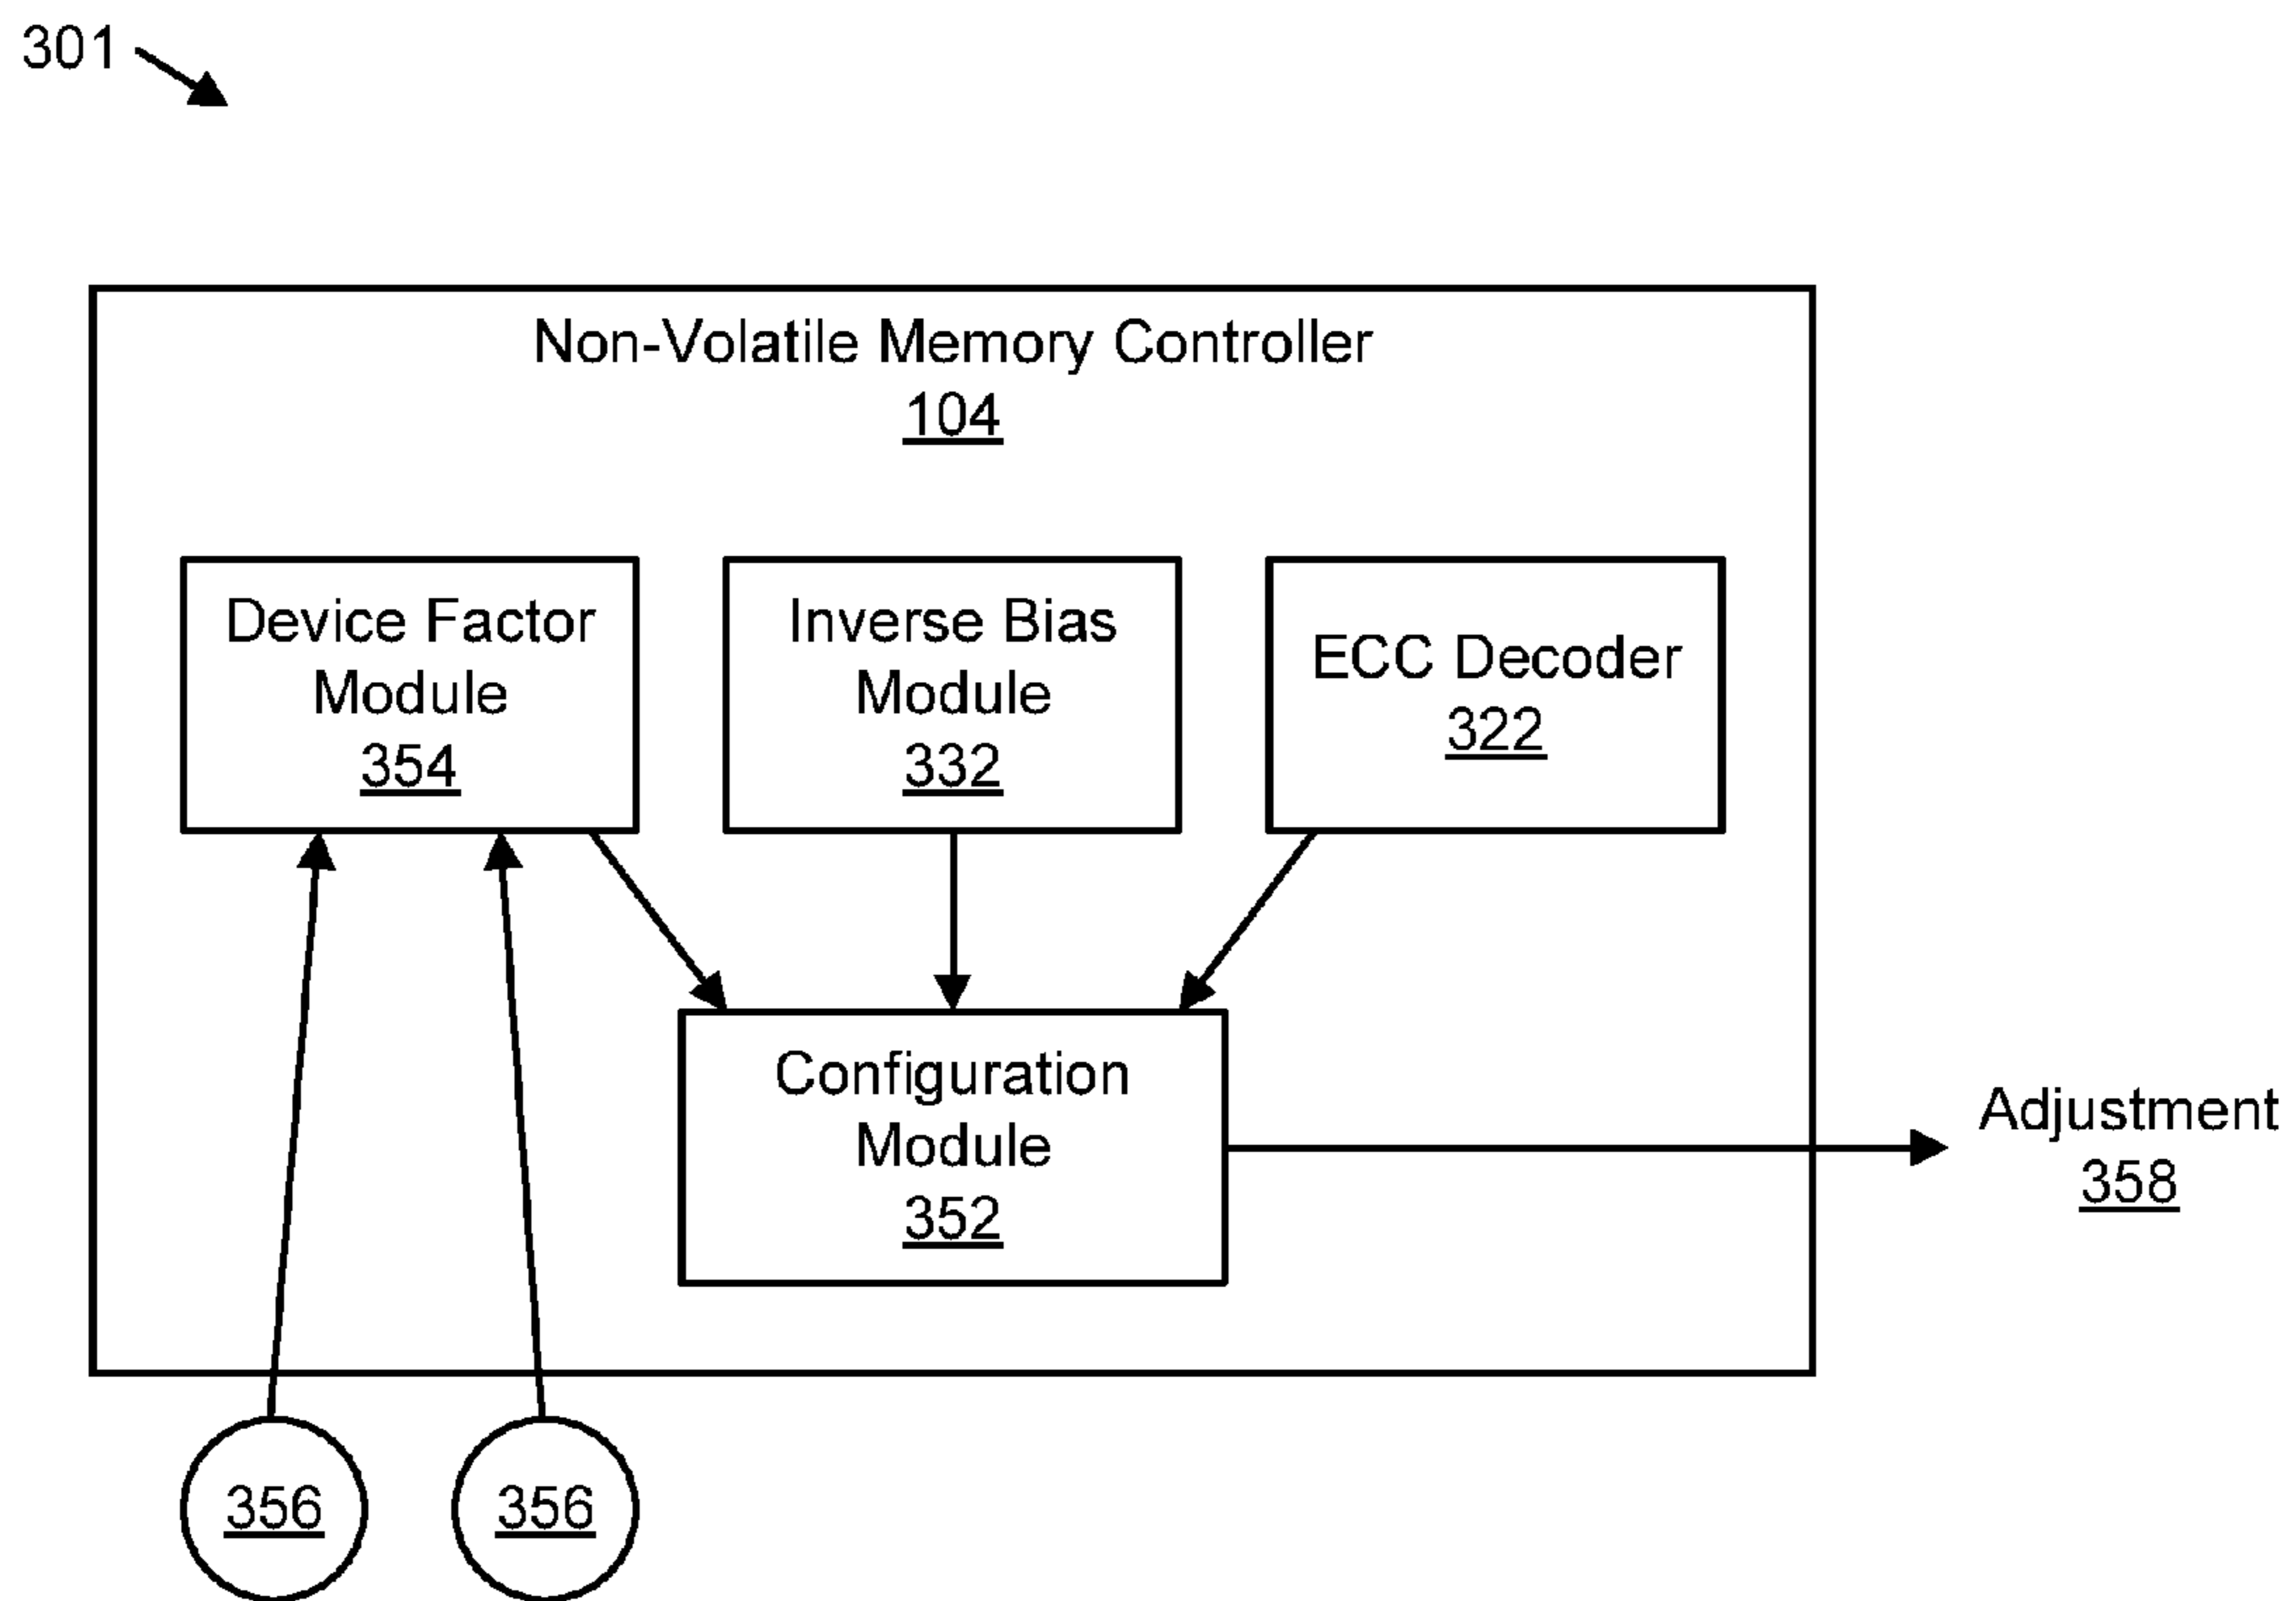 301
Non-Volatile Memory Controller
104
Device Factor
Module
354
Inverse Bias
Module
332
ECC Decoder
322
Configuration
Module
352
Adjustment
358
356
356